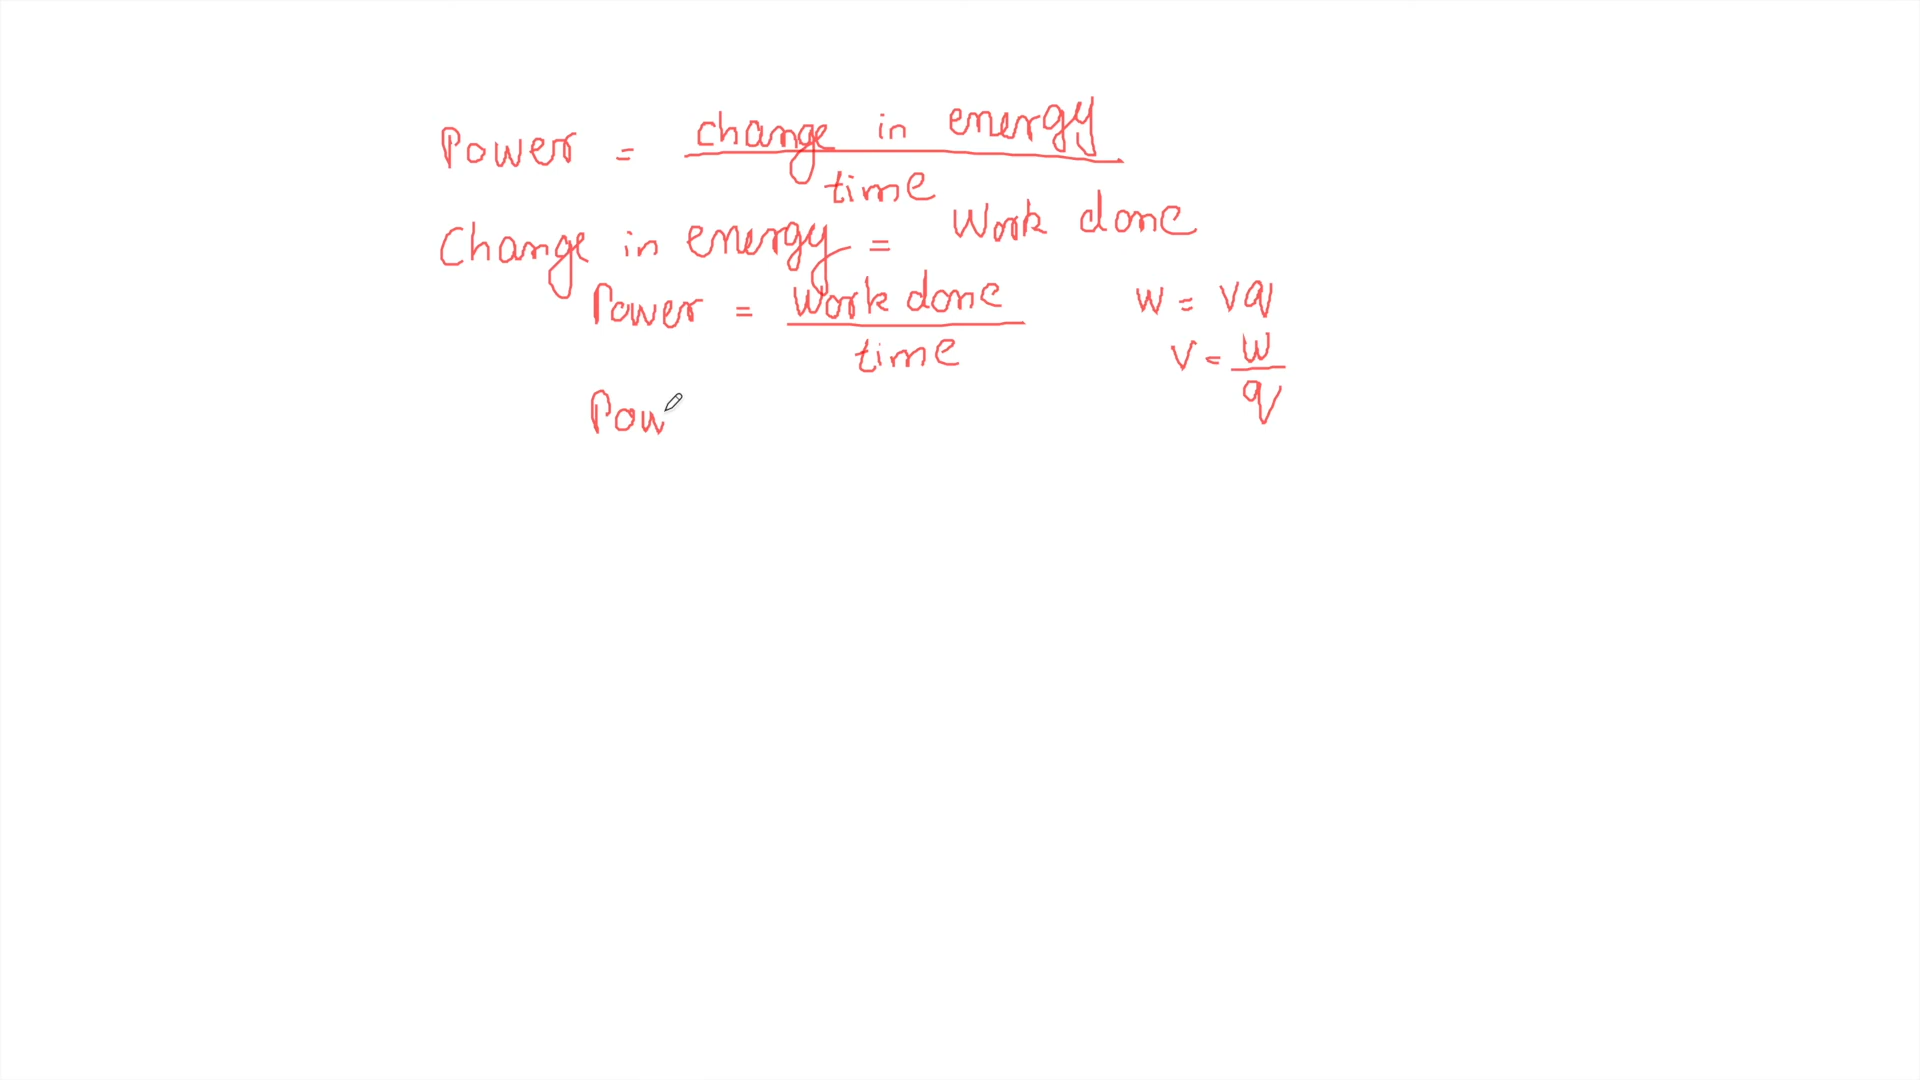 Power = change in energy / time
Change in energy = Work done
Power = Work done / time
W = Vq
V = W / q
Pow